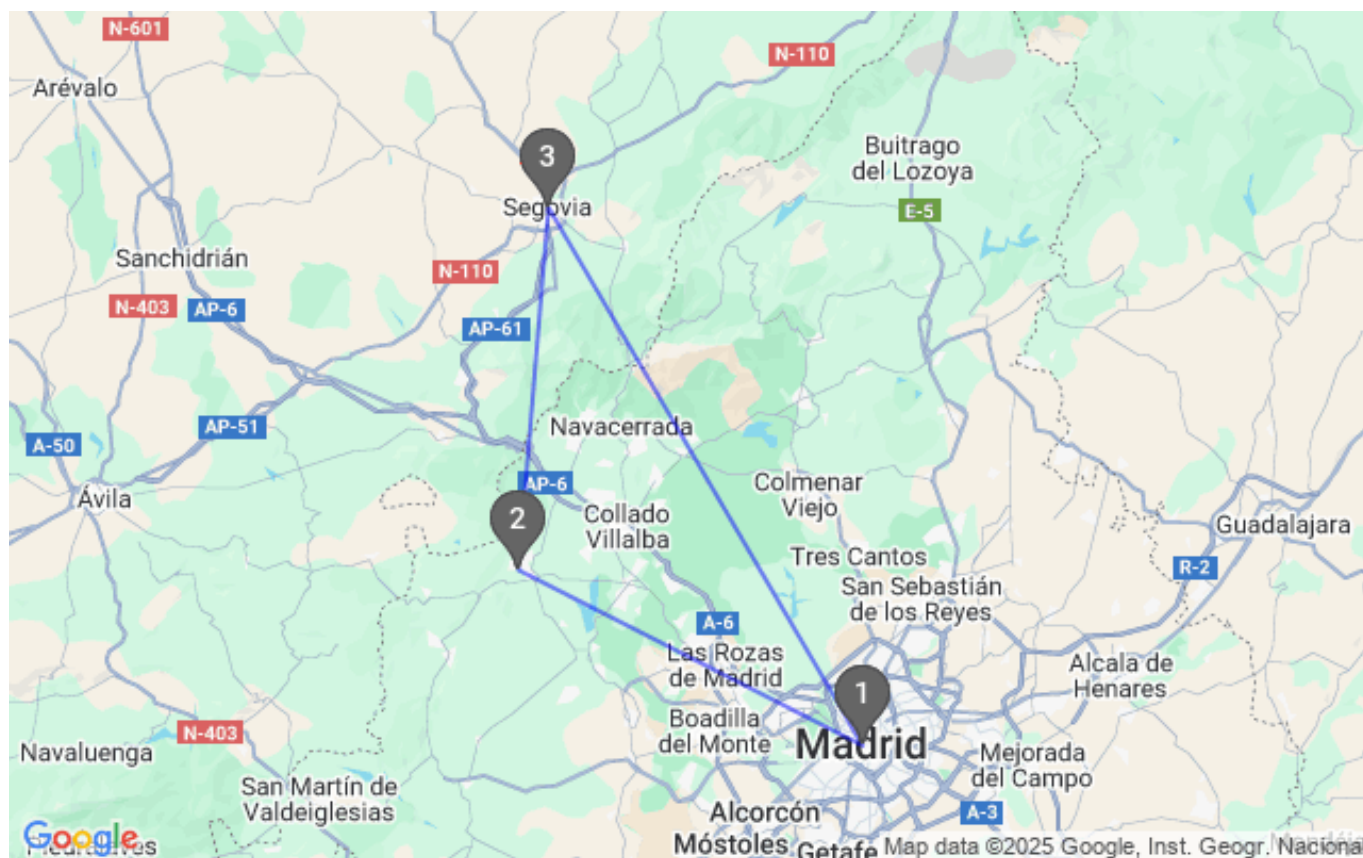 N-601
Arévalo
N-110
Buitrago
del Lozoya
3
Segovia
E-5
Sanchidrián
N-110
N-403
AP-6
AP-61
Navacerrada
AP-51
A-50
Ávila
AP-6
2
Collado
Villalba
Colmenar
Viejo
Guadalajara
Tres Cantos
R-2
San Sebastián
de los Reyes
A-6
Las Rozas
de Madrid
Alcala de
Henares
1
N-403
Boadilla
del Monte
Madrid
Navaluenga
Mejorada
del Campo
San Martín de
Valdeiglesias
Alcorcón
A-3
Google
Móstoles
Getafe
Map data ©2025 Google, Inst. Geogr. Naciona